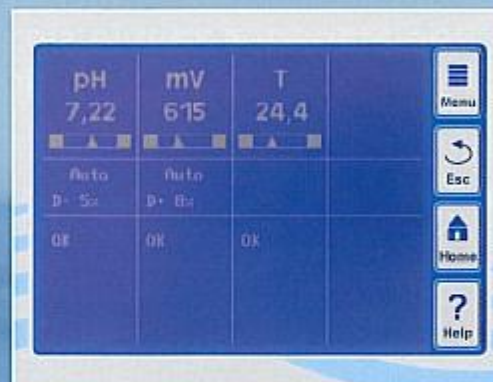 pH mV T
7,22 615 24,4
Auto Auto
OK OK OK
Menu
Esc
Home
?
Help